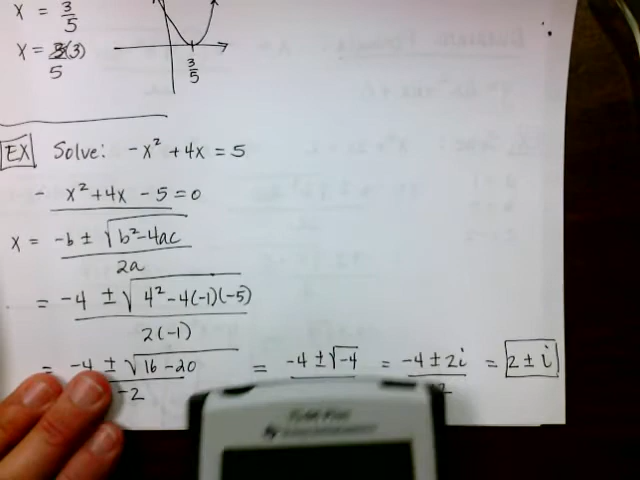 x = 3/5
x = 3(3)/5
3/5
EX Solve: -x² + 4x = 5
- x² + 4x - 5 = 0
x = (-b ± √(b²-4ac))/2a
= (-4 ± √(4²-4(-1)(-5)))/2(-1)
= (-4 ± √(16-20))/-2 = -4 ± √-4 = (-4 ± 2i)/2 = 2 ± i